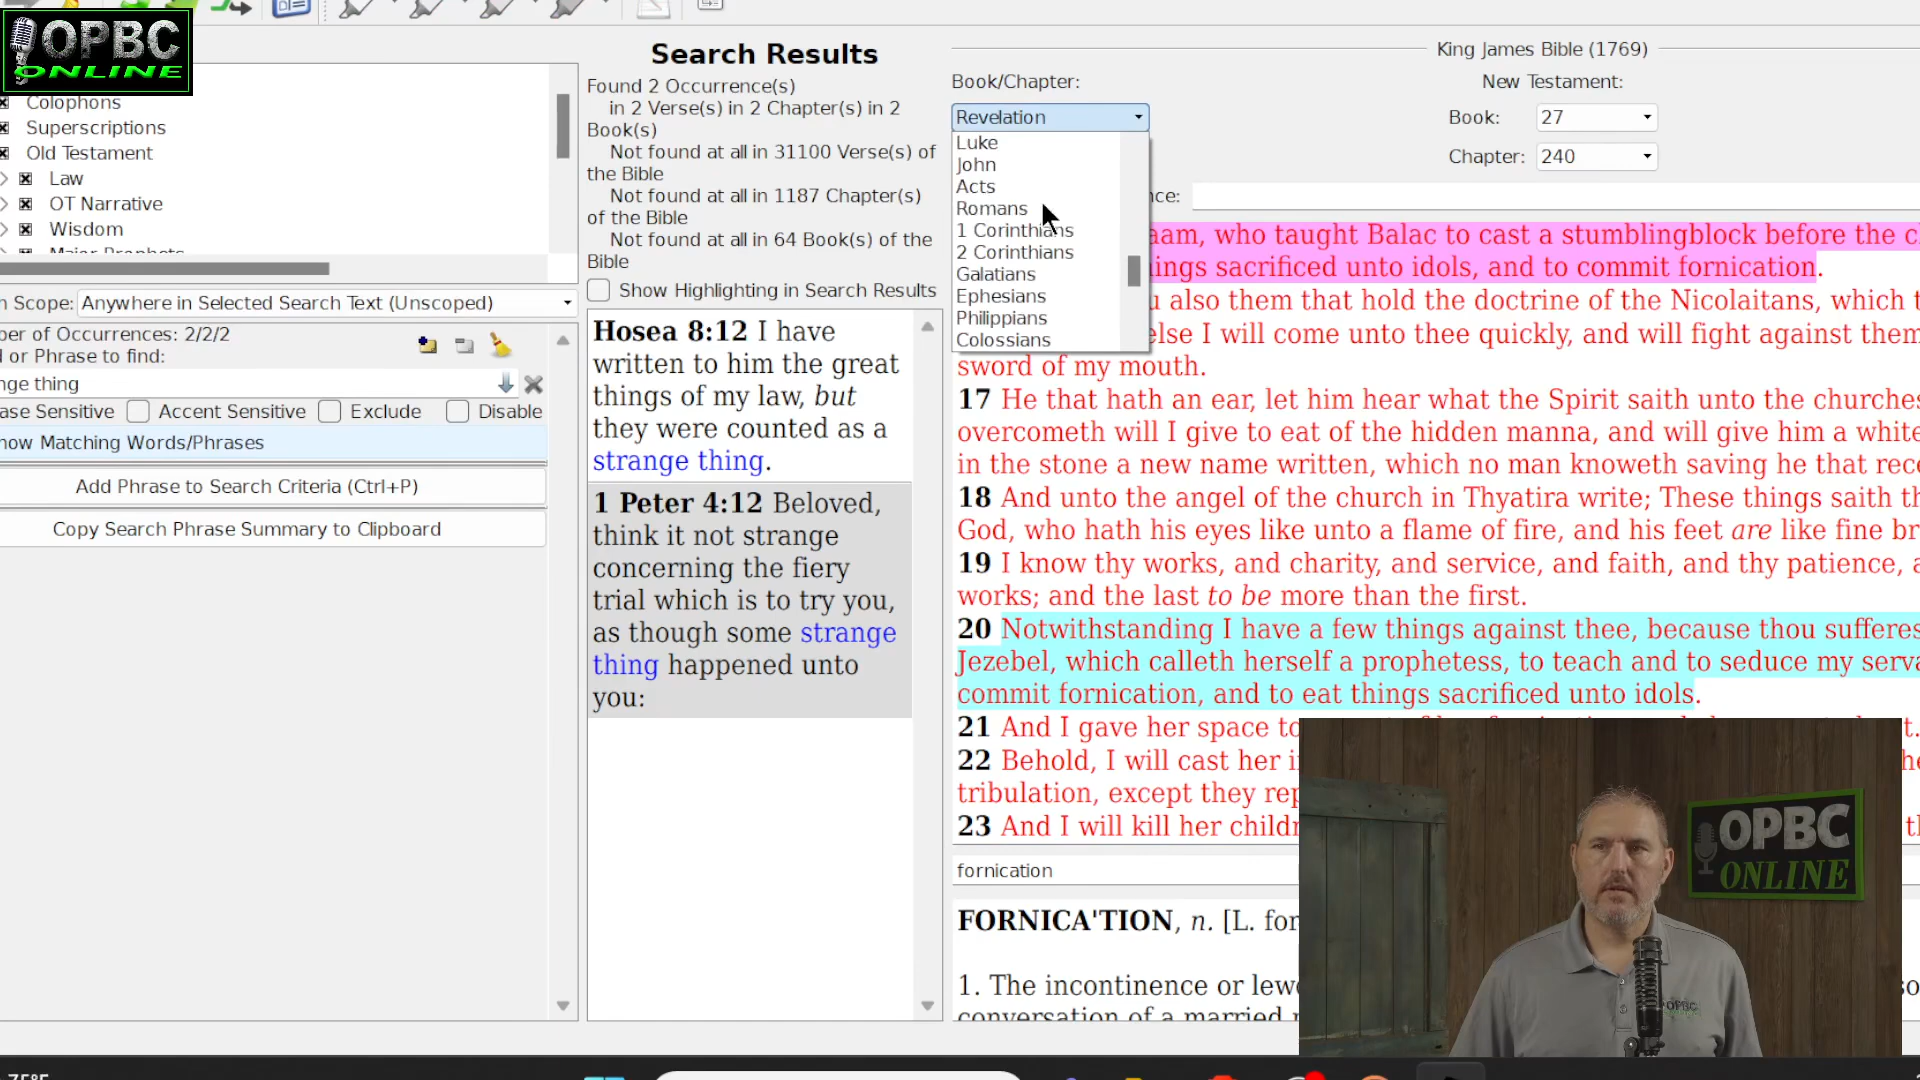 OPBC
ONLINE
Colophons
Superscriptions
Old Testament
Law
OT Narrative
Wisdom
Scope: Anywhere in Selected Search Text (Unscoped)
of Occurrences: 2/2/2
or Phrase to find:
thing
Sensitive Accent Sensitive Exclude Disable
Matching Words/Phrases
Add Phrase to Search Criteria (Ctrl+P)
Copy Search Phrase Summary to Clipboard
Search Results
Found 2 Occurrence(s)
in 2 Verse(s) in 2 Chapter(s) in 2
Book(s)
Not found at all in 31100 Verse(s) of
the Bible
Not found at all in 1187 Chapter(s)
of the Bible
Not found at all in 64 Book(s) of the
Bible
Show Highlighting in Search Results
Hosea 8:12 I have
written to him the great
things of my law, but
they were counted as a
strange thing.
1 Peter 4:12 Beloved,
think it not strange
concerning the fiery
trial which is to try you,
as though some strange
thing happened unto
you:
King James Bible (1769)
Book/Chapter:
New Testament:
Revelation
Book: 27
Chapter: 240
Luke
John
Acts
Romans
1 Corinthians
2 Corinthians
Galatians
Ephesians
Philippians
Colossians
who taught Balac to cast a stumblingblock before the
sacrificed unto idols, and to commit fornication.
also them that hold the doctrine of the Nicolaitans, which
else I will come unto thee quickly, and will fight against them
sword of my mouth.
17 He that hath an ear, let him hear what the Spirit saith unto the churches
overcometh will I give to eat of the hidden manna, and will give him a white
in the stone a new name written, which no man knoweth saving he that
18 And unto the angel of the church in Thyatira write; These things saith
God, who hath his eyes like unto a flame of fire, and his feet are like fine
19 I know thy works, and charity, and service, and faith, and thy patience,
works; and the last to be more than the first.
20 Notwithstanding I have a few things against thee, because thou
Jezebel, which calleth herself a prophetess, to teach and to seduce my
commit fornication, and to eat things sacrificed unto idols.
21 And I gave her space
22 Behold, I will cast her
tribulation, except they
23 And I will kill her
fornication
FORNICA'TION, n. [L.
1. The incontinence or
conversation of a married
OPBC
ONLINE
OPBC
75°F